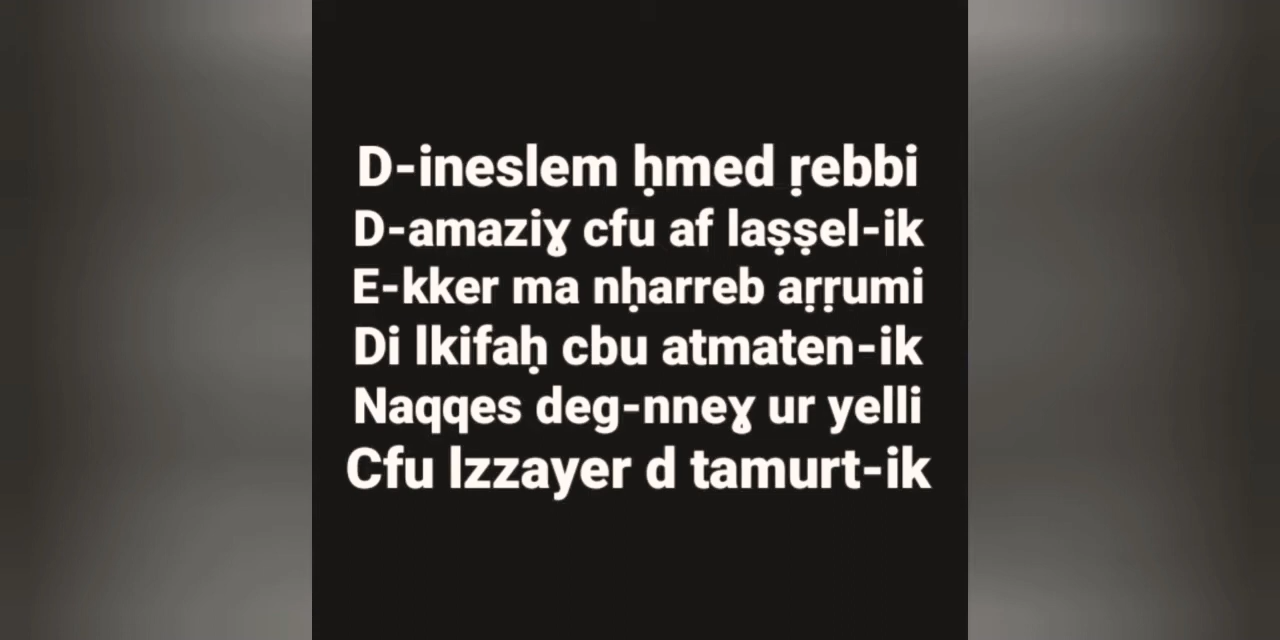 D-ineslem ḥmed ṛebbi
D-amaziɣ cfu af laṣṣel-ik
E-kker ma nḥarreb aṛṛumi
Di lkifaḥ cbu atmaten-ik
Naqqes deg-nneɣ ur yelli
Cfu lzzayer d tamurt-ik